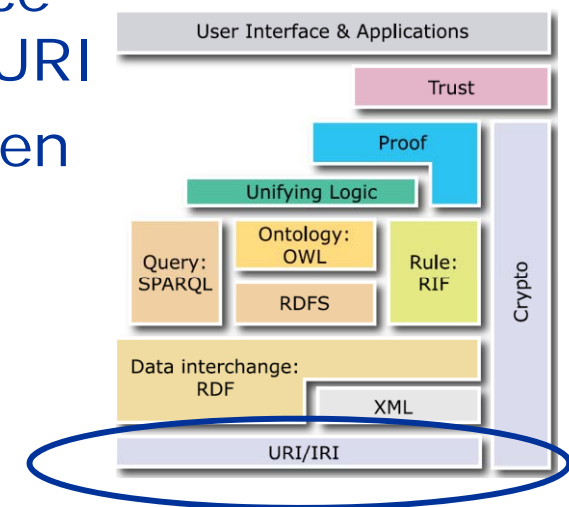 ce
URI
en
User Interface & Applications
Trust
Proof
Unifying Logic
Query:
SPARQL
Ontology:
OWL
RDFS
Rule:
RIF
Crypto
Data interchange:
RDF
XML
URI/IRI